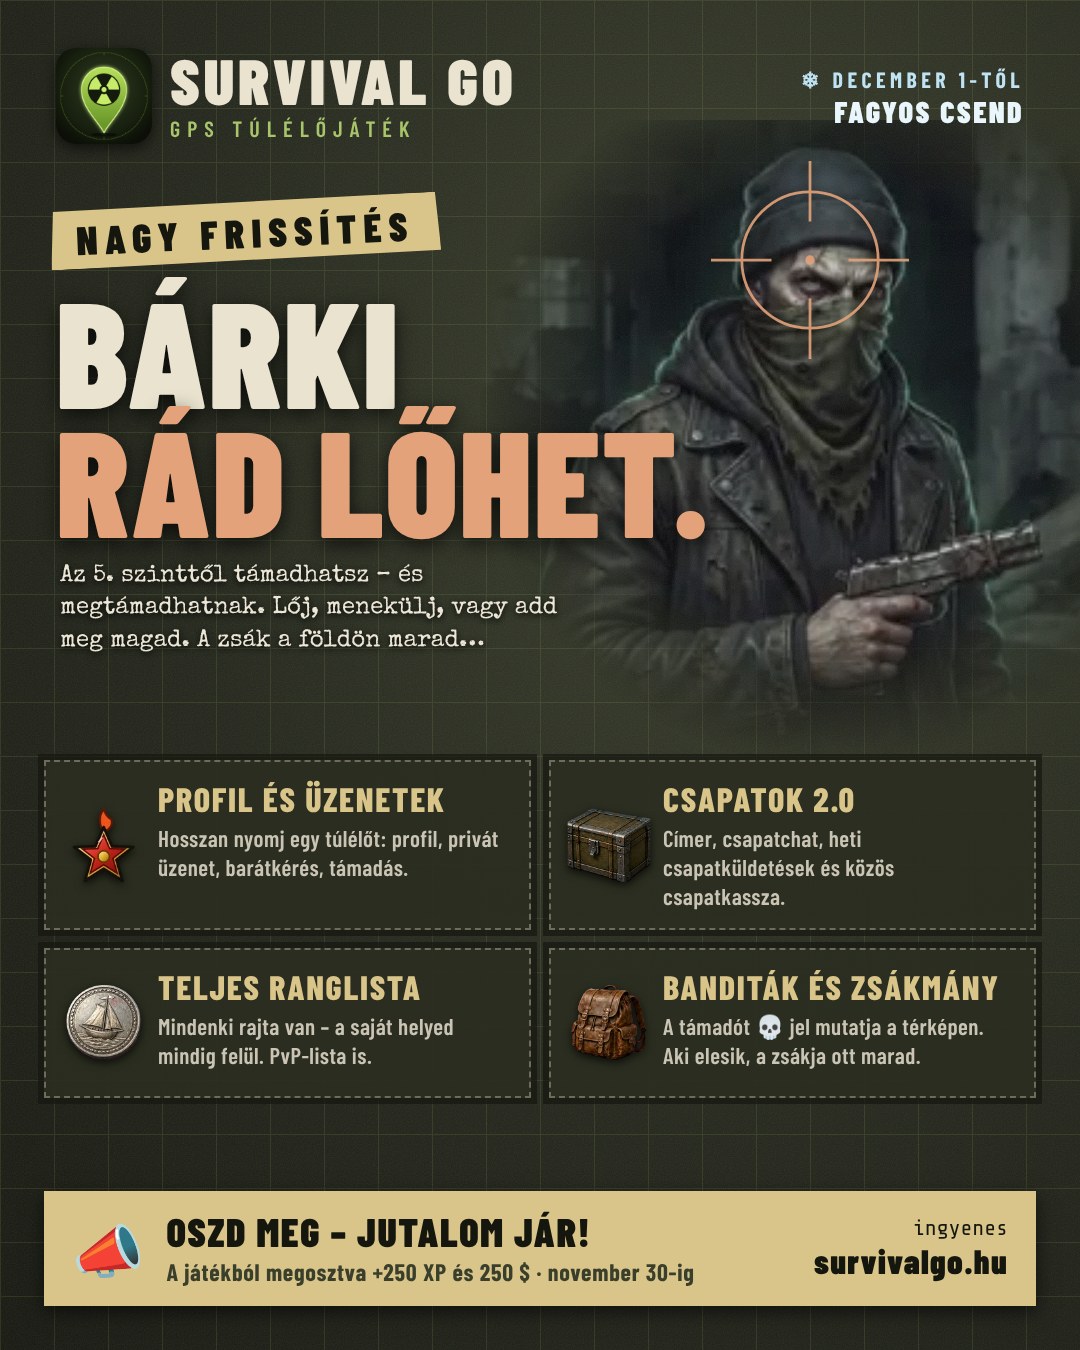 SURVIVAL GO
GPS TÚLÉLŐJÁTÉK
❄ DECEMBER 1-TŐL
FAGYOS CSEND
NAGY FRISSÍTÉS
BÁRKI
RÁD LŐHET.
Az 5. szinttől támadhatsz – és
megtámadhatnak. Lőj, menekülj, vagy add
meg magad. A zsák a földön marad...
PROFIL ÉS ÜZENETEK
Hosszan nyomj egy túlélőt: profil, privát
üzenet, barátkérés, támadás.
CSAPATOK 2.0
Címer, csapatchat, heti
csapatküldetések és közös
csapatkassza.
TELJES RANGLISTA
Mindenki rajta van – a saját helyed
mindig felül. PvP-lista is.
BANDITÁK ÉS ZSÁKMÁNY
A támadót 💀 jel mutatja a térképen.
Aki elesik, a zsákja ott marad.
OSZD MEG – JUTALOM JÁR!
A játékból megosztva +250 XP és 250 $ · november 30-ig
ingyenes
survivalgo.hu